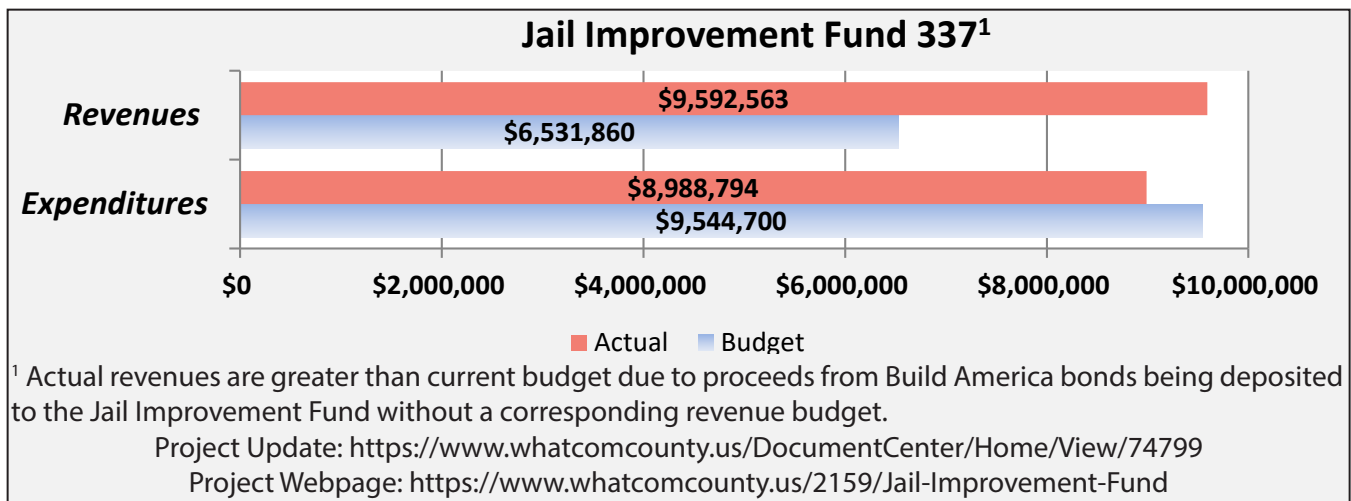 Jail Improvement Fund 337¹
Revenues
$9,592,563
$6,531,860
Expenditures
$8,988,794
$9,544,700
$0 $2,000,000 $4,000,000 $6,000,000 $8,000,000 $10,000,000
Actual Budget
¹ Actual revenues are greater than current budget due to proceeds from Build America bonds being deposited
to the Jail Improvement Fund without a corresponding revenue budget.
Project Update: https://www.whatcomcounty.us/DocumentCenter/Home/View/74799
Project Webpage: https://www.whatcomcounty.us/2159/Jail-Improvement-Fund